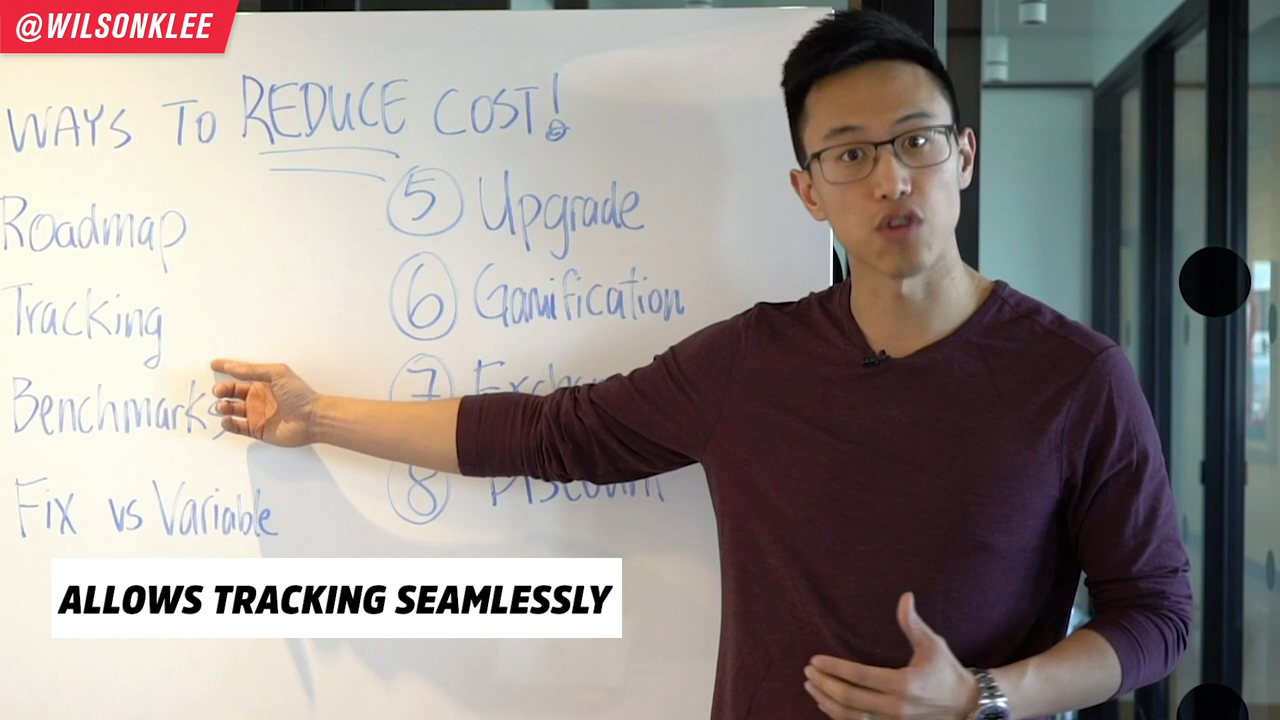 @WILSONKLEE
WAYS TO REDUCE COST!
Roadmap
Tracking
Benchmarks
Fix vs Variable
5 Upgrade
6 Gamification
7
8 Discount
ALLOWS TRACKING SEAMLESSLY